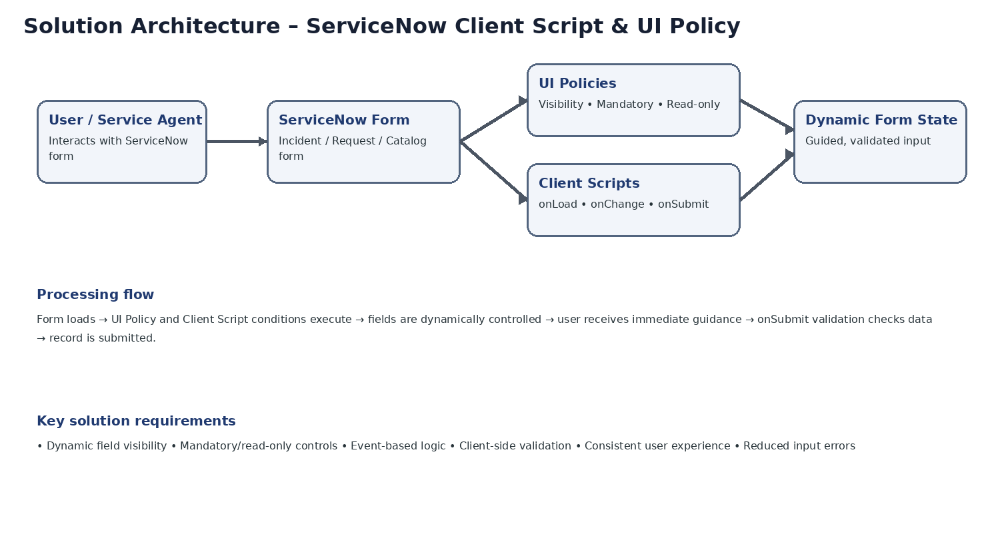 Solution Architecture – ServiceNow Client Script & UI Policy
User / Service Agent
Interacts with ServiceNow
form
ServiceNow Form
Incident / Request / Catalog
form
UI Policies
Visibility • Mandatory • Read-only
Client Scripts
onLoad • onChange • onSubmit
Dynamic Form State
Guided, validated input
Processing flow
Form loads → UI Policy and Client Script conditions execute → fields are dynamically controlled → user receives immediate guidance → onSubmit validation checks data
→ record is submitted.
Key solution requirements
• Dynamic field visibility • Mandatory/read-only controls • Event-based logic • Client-side validation • Consistent user experience • Reduced input errors